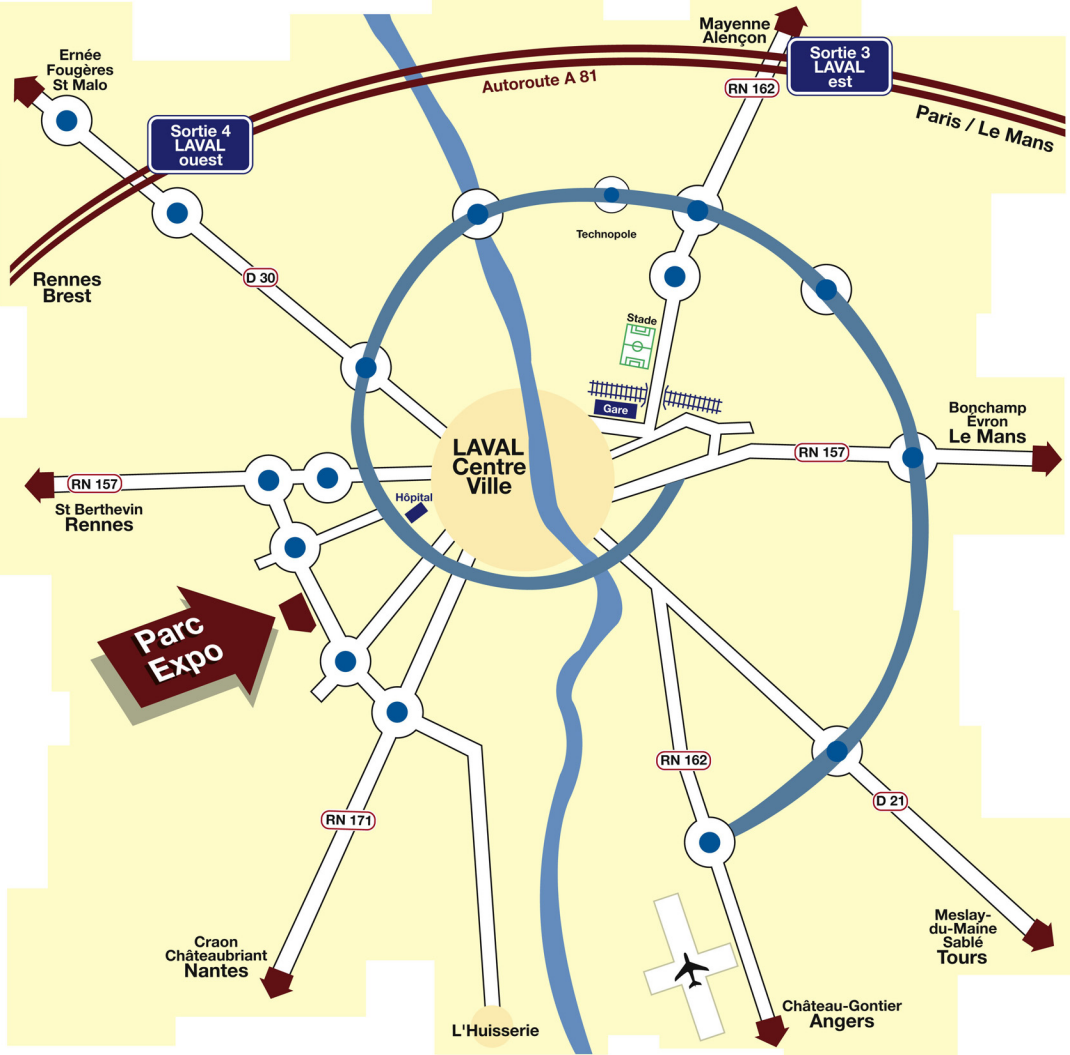 Mayenne
Alençon
Ernée
Fougères
St Malo
Sortie 3
LAVAL
est
Autoroute A 81
RN 162
Paris / Le Mans
Sortie 4
LAVAL
ouest
Technopole
Rennes
Brest
D 30
Stade
Gare
Bonchamp
Évron
Le Mans
LAVAL
Centre
Ville
RN 157
RN 157
Hôpital
St Berthevin
Rennes
Parc
Expo
RN 162
D 21
RN 171
Meslay-
du-Maine
Sablé
Tours
Craon
Châteaubriant
Nantes
Château-Gontier
Angers
L'Huisserie